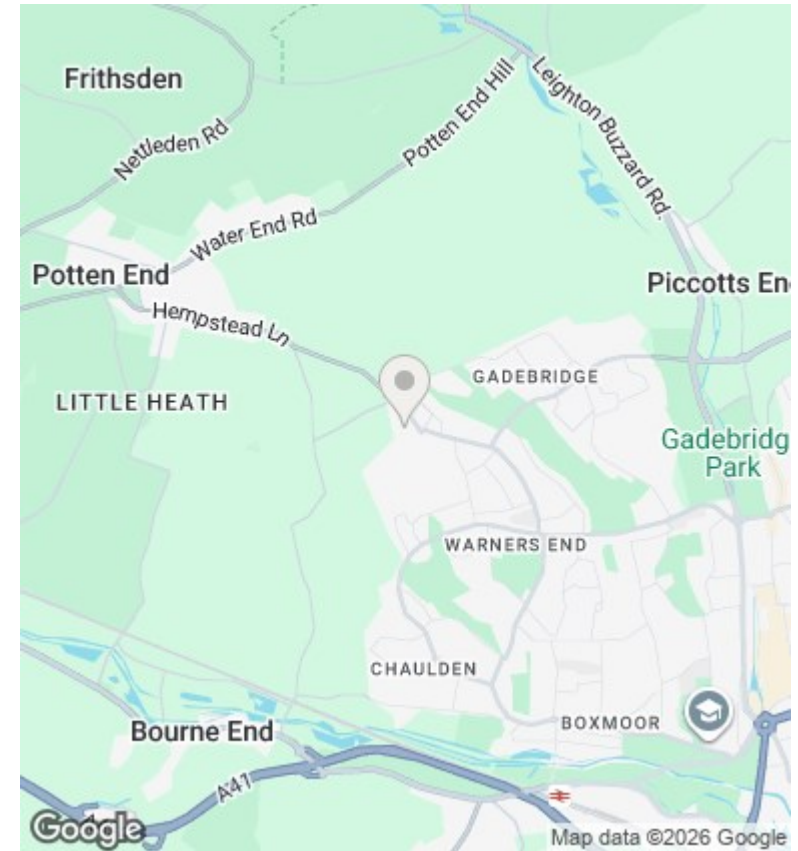 Frithsden
Nettleden Rd
Potten End Hill
Leighton Buzzard Rd.
Water End Rd
Potten End
Piccotts En
Hempstead Ln
GADEBRIDGE
LITTLE HEATH
Gadebridg
Park
WARNERS END
CHAULDEN
BOXMOOR
Bourne End
A41
Google
Map data ©2026 Google